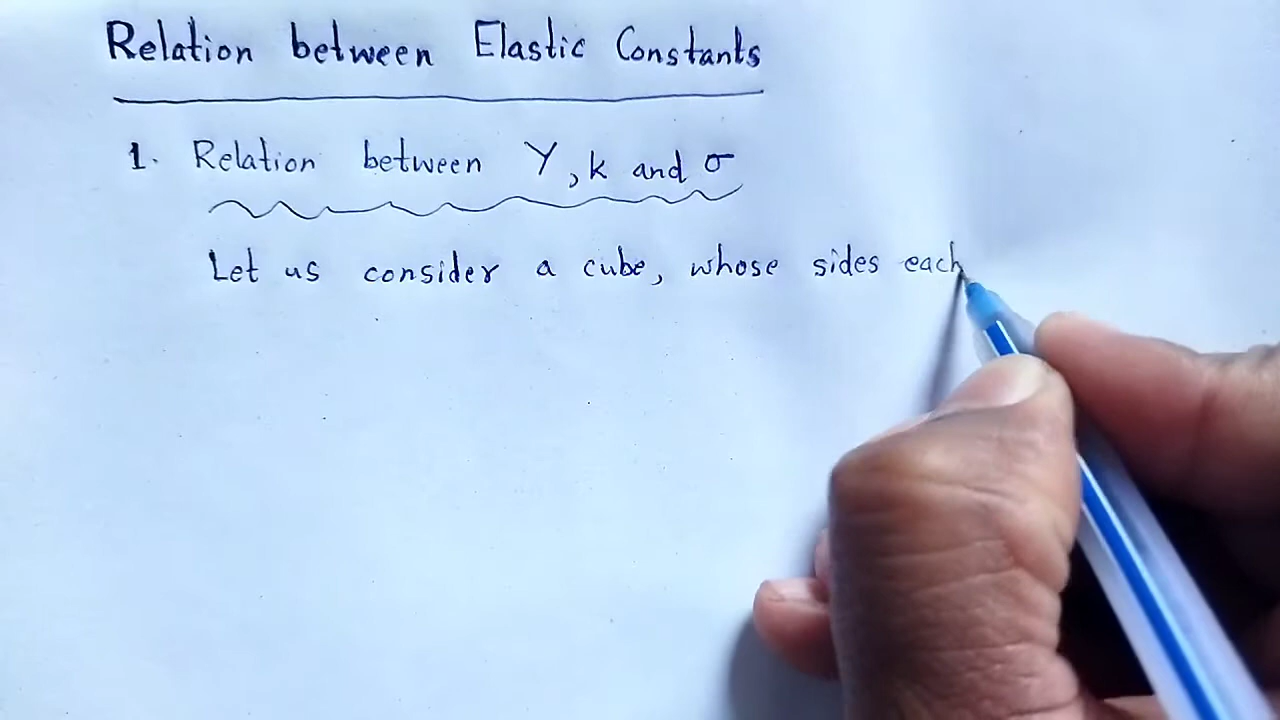 Relation between Elastic Constants
1. Relation between Y, k and σ
Let us consider a cube, whose sides each